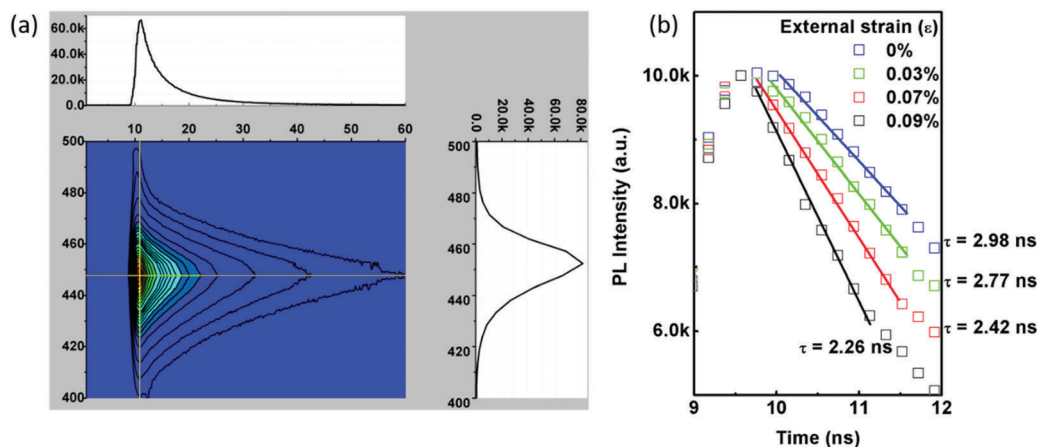 (a)
60.0k
40.0k
20.0k
0.0
10 20 30 40 50 60
0.0 20.0k 40.0k 60.0k 80.0k
500
480
460
440
420
400
500
480
460
440
420
400
(b)
External strain (ε)
0%
0.03%
0.07%
0.09%
10.0k
8.0k
6.0k
PL Intensity (a.u.)
τ = 2.98 ns
τ = 2.77 ns
τ = 2.42 ns
τ = 2.26 ns
9 10 11 12
Time (ns)